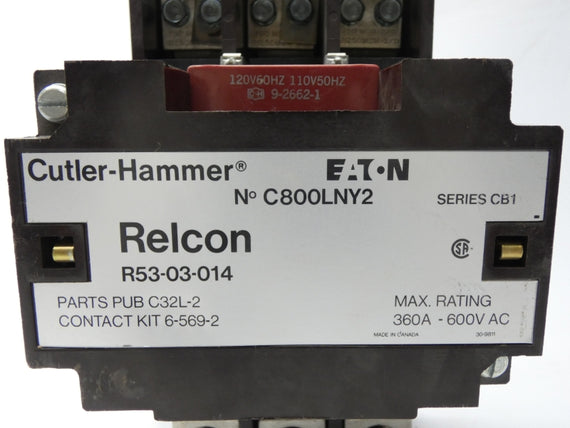 120V60HZ 110V50HZ
9-2662-1
Cutler-Hammer® EATON
Nº C800LNY2 SERIES CB1
Relcon
R53-03-014
PARTS PUB C32L-2 MAX. RATING
CONTACT KIT 6-569-2 360A - 600V AC
MADE IN CANADA 30-9811